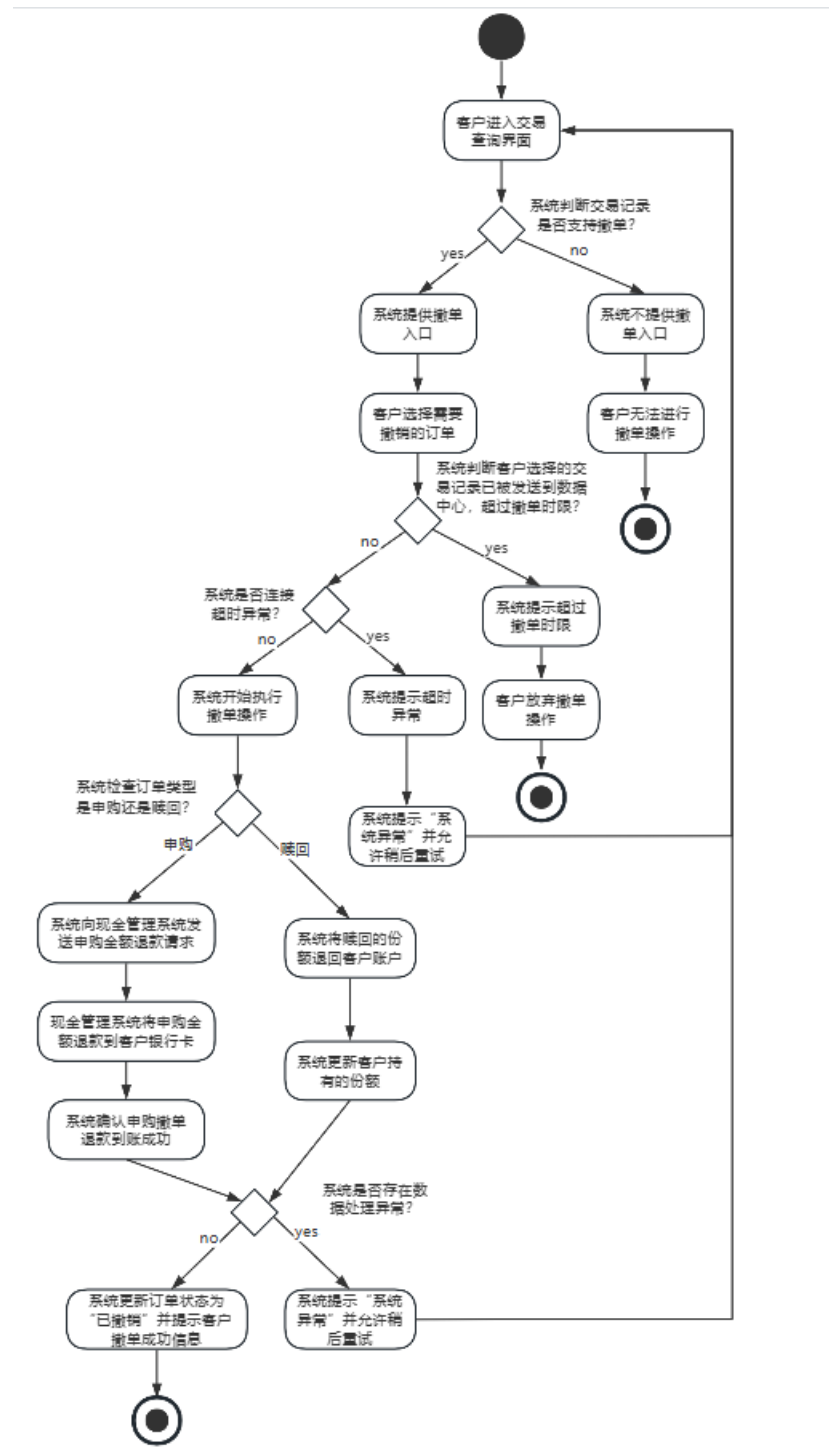 客户进入交易
查询界面
系统判断交易记录
是否支持撤单？
yes
no
系统提供撤单
入口
系统不提供撤
单入口
客户选择需要
撤销的订单
客户无法进行
撤单操作
系统判断客户选择的交
易记录已被发送到数据
中心，超过撤单时限？
no
yes
系统是否连接
超时异常？
系统提示超过
撤单时限
no
yes
系统开始执行
撤单操作
系统提示超时
异常
客户放弃撤单
操作
系统检查订单类型
是申购还是赎回？
系统提示“系
统异常”并允
许稍后重试
申购
赎回
系统向现金管理系统发
送申购金额退款请求
系统将赎回的份
额退回客户账户
现金管理系统将申购金
额退款到客户银行卡
系统更新客户持
有的份额
系统确认申购撤单
退款到账成功
系统是否存在数
据处理异常？
no
yes
系统更新订单状态为
“已撤销”并提示客户
撤单成功信息
系统提示“系统
异常”并允许稍
后重试